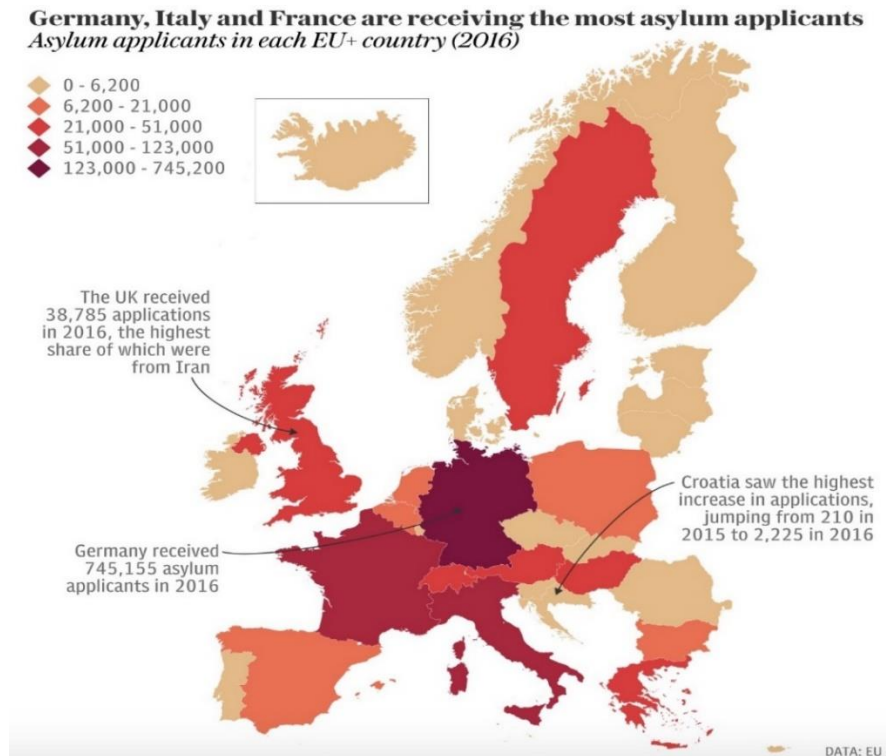 Germany, Italy and France are receiving the most asylum applicants
Asylum applicants in each EU+ country (2016)
0 - 6,200
6,200 - 21,000
21,000 - 51,000
51,000 - 123,000
123,000 - 745,200
The UK received
38,785 applications
in 2016, the highest
share of which were
from Iran
Croatia saw the highest
increase in applications,
jumping from 210 in
2015 to 2,225 in 2016
Germany received
745,155 asylum
applicants in 2016
DATA: EU